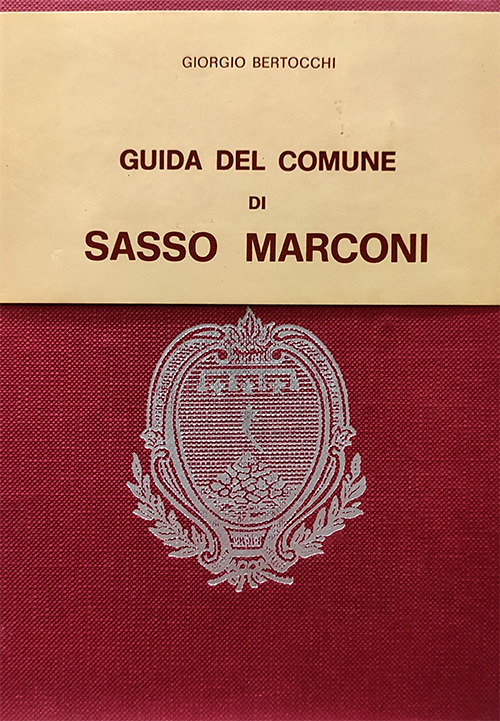 GIORGIO BERTOCCHI
GUIDA DEL COMUNE
DI
SASSO MARCONI